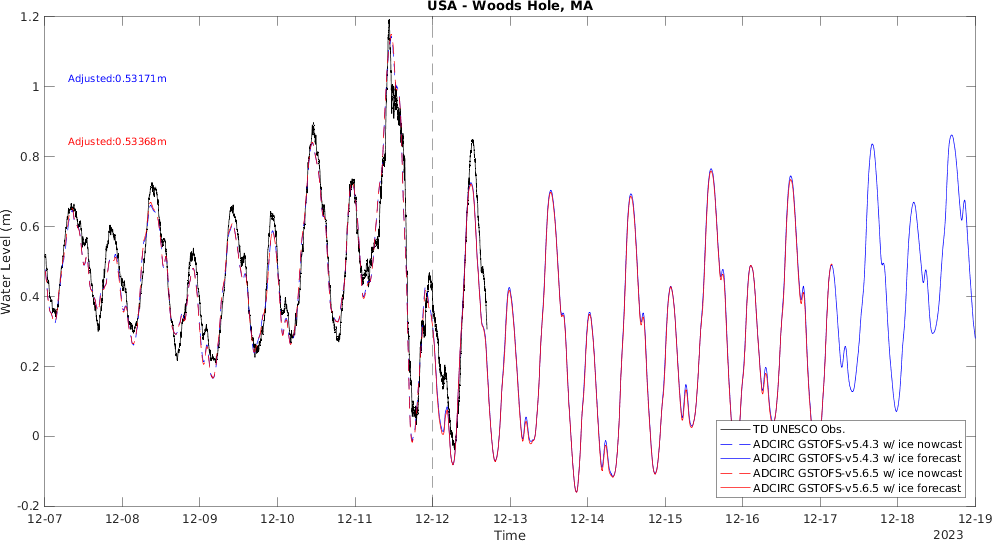 USA - Woods Hole, MA
1.2
1
0.8
0.6
0.4
0.2
0
-0.2
Water Level (m)
Adjusted:0.53171m
Adjusted:0.53368m
TD UNESCO Obs.
ADCIRC GSTOFS-v5.4.3 w/ ice nowcast
ADCIRC GSTOFS-v5.4.3 w/ ice forecast
ADCIRC GSTOFS-v5.6.5 w/ ice nowcast
ADCIRC GSTOFS-v5.6.5 w/ ice forecast
12-07 12-08 12-09 12-10 12-11 12-12 12-13 12-14 12-15 12-16 12-17 12-18 12-19
Time
2023